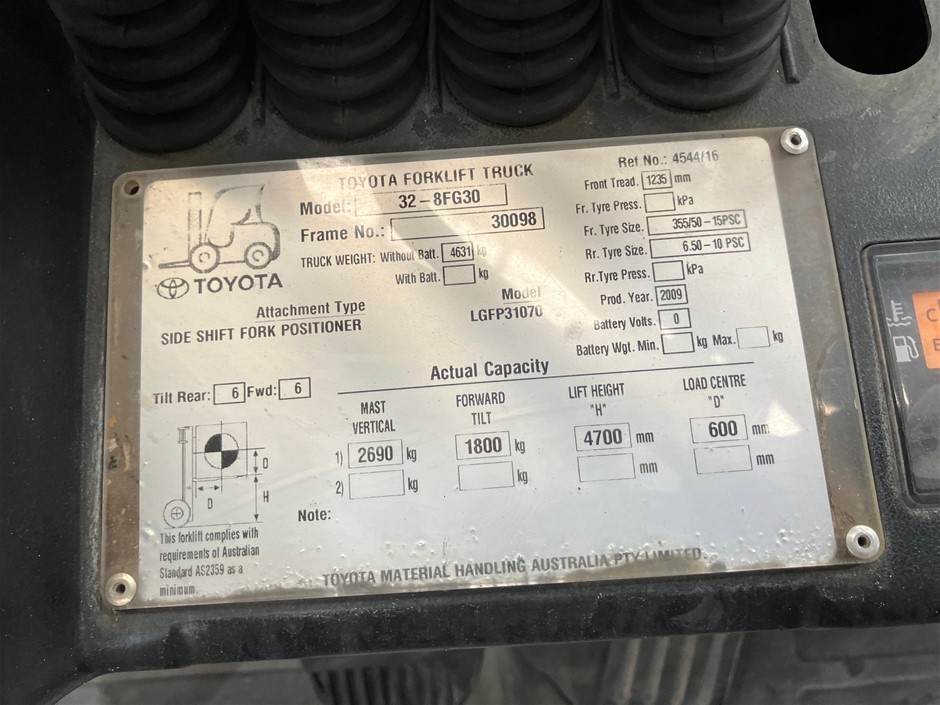 TOYOTA FORKLIFT TRUCK
Ref No.: 4544/16
Model: 32-8FG30
Frame No.: 30098
TRUCK WEIGHT: Without Batt. 4631 kg
With Batt. kg
Front Tread. 1235 mm
Fr. Tyre Press. kPa
Fr. Tyre Size. 355/50-15PSC
Rr. Tyre Size. 6.50-10 PSC
Rr.Tyre Press. kPa
Prod. Year. 2009
Battery Volts. 0
Battery Wgt. Min. kg Max. kg
TOYOTA
Attachment Type
Model
SIDE SHIFT FORK POSITIONER
LGFP31070
Actual Capacity
Tilt Rear: 6 Fwd: 6
MAST VERTICAL
FORWARD TILT
LIFT HEIGHT "H"
LOAD CENTRE "D"
1) 2690 kg 1800 kg 4700 mm 600 mm
2) kg kg mm mm
D
D
H
Note:
This forklift complies with
requirements of Australian
Standard AS2359 as a
minimum.
TOYOTA MATERIAL HANDLING AUSTRALIA PTY LIMITED
C
E